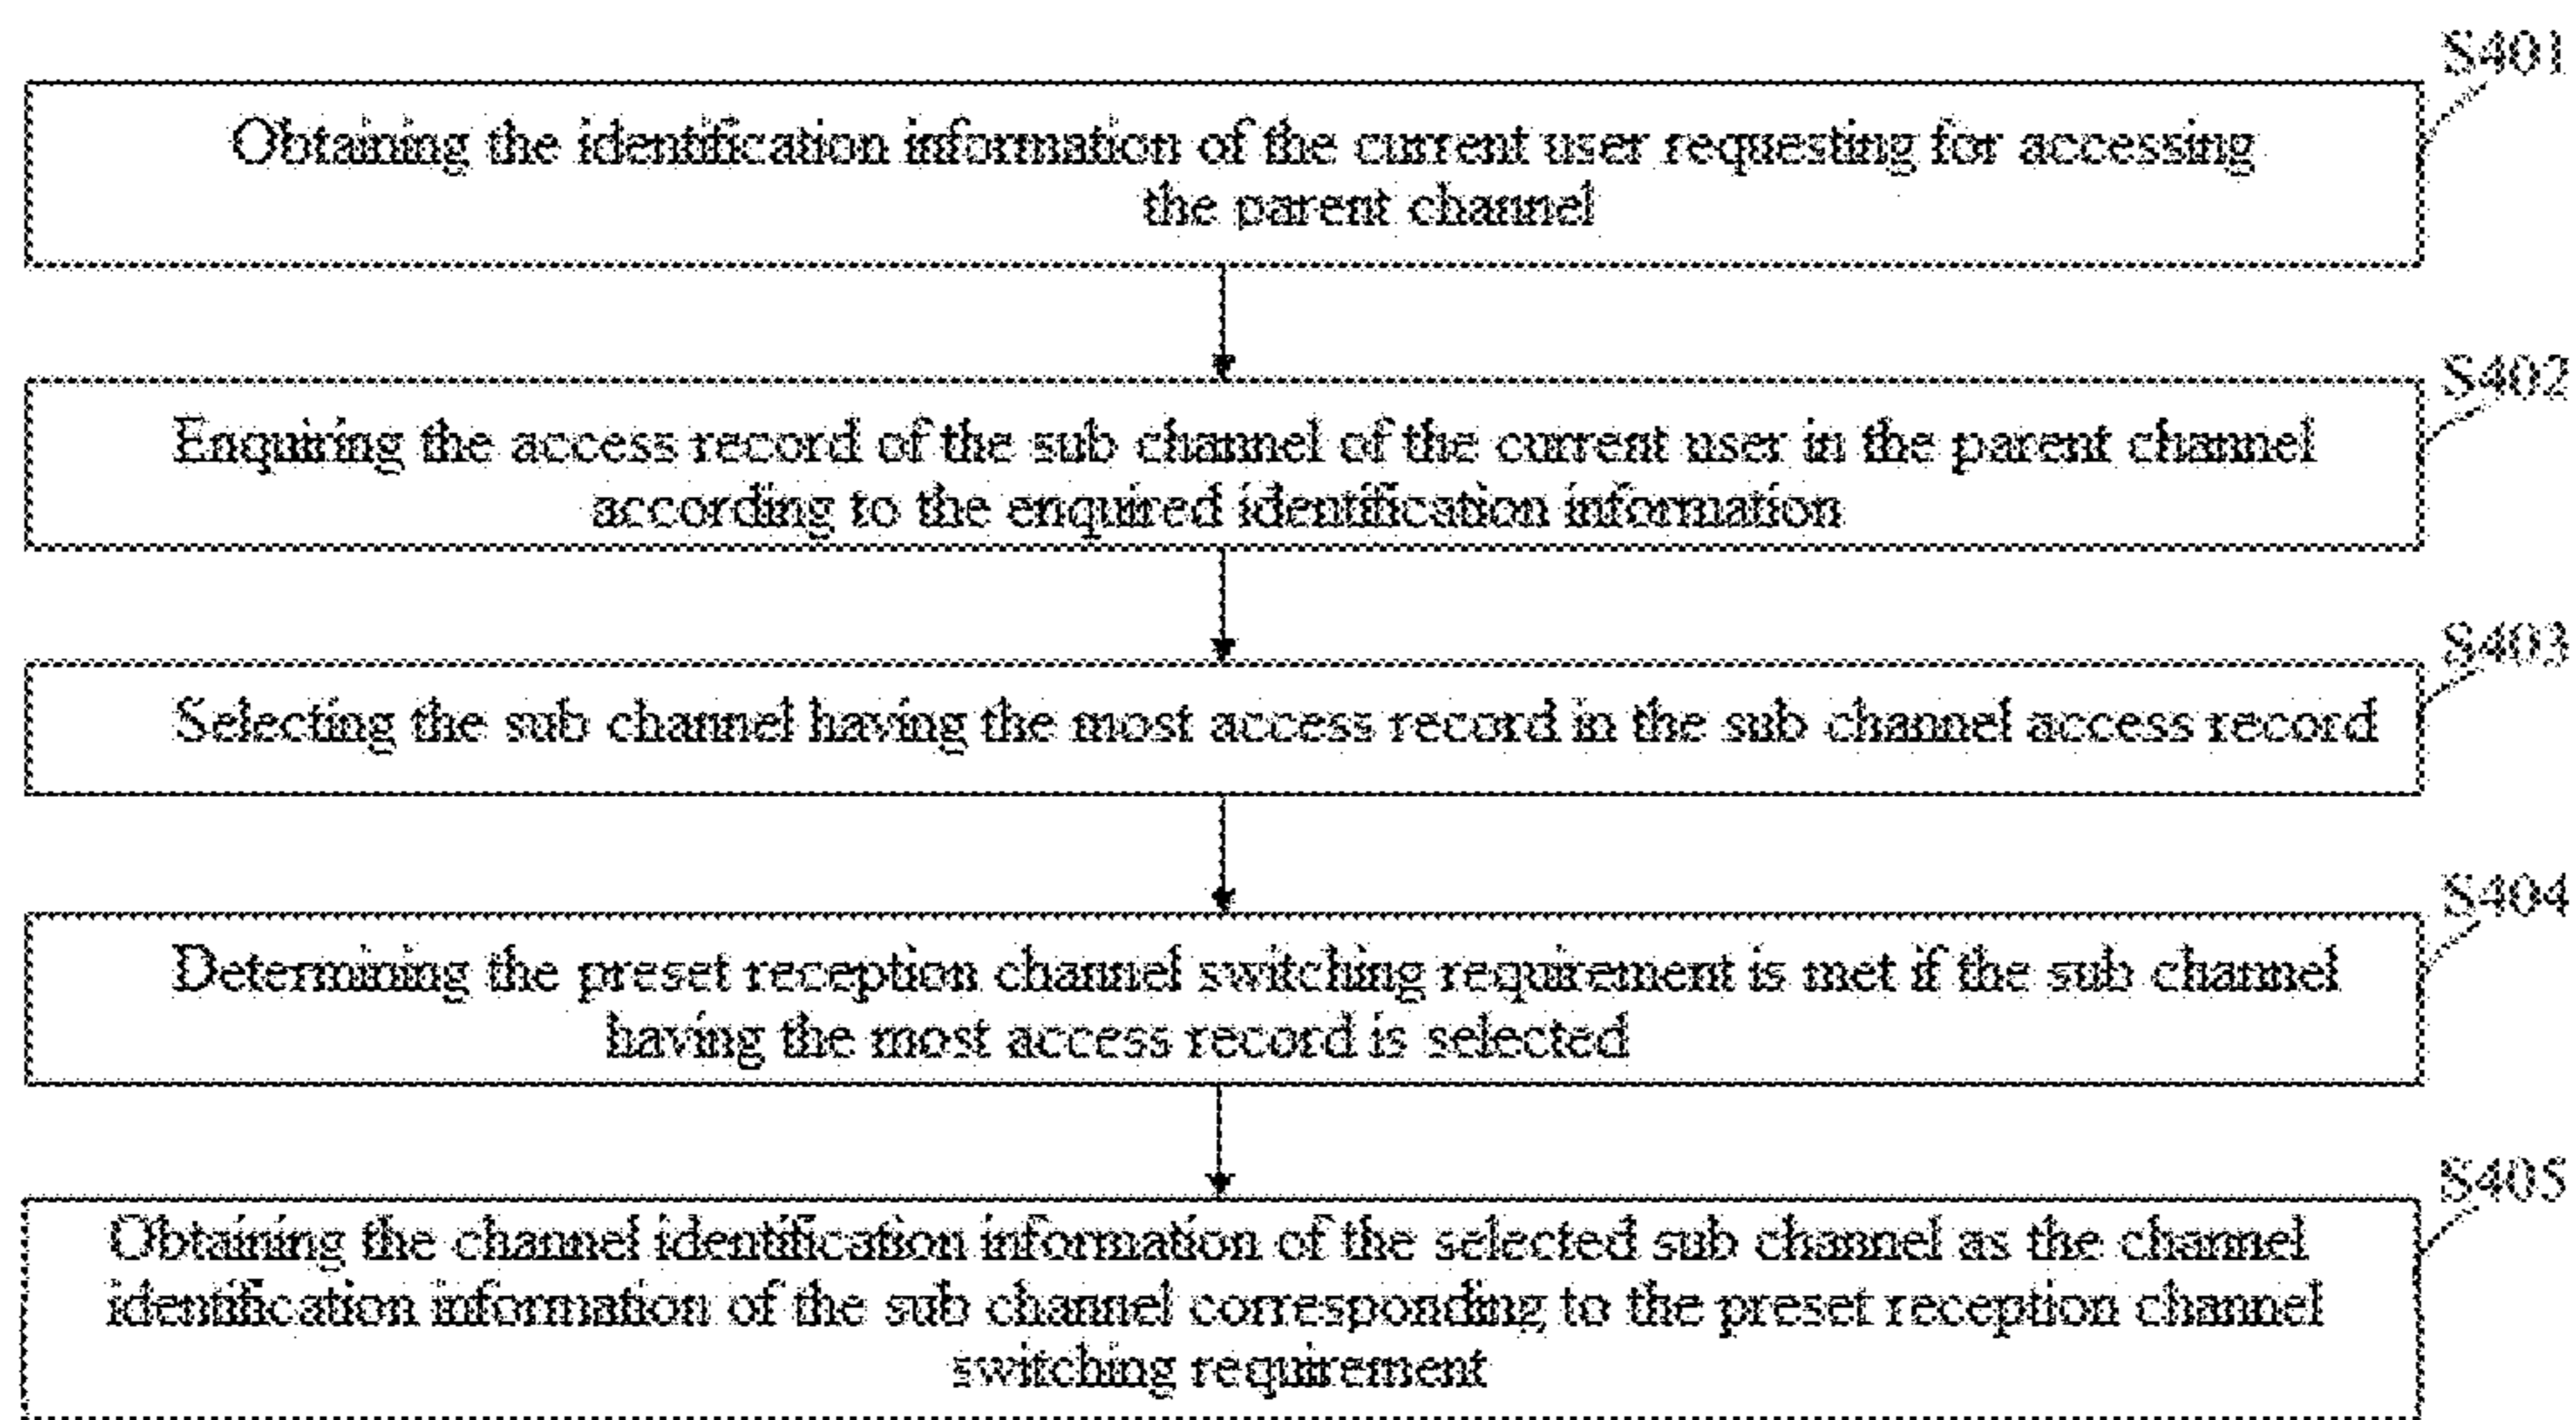 S401
Obtaining the identification information of the current user requesting for accessing
the parent channel
S402
Enquiring the access record of the sub channel of the current user in the parent channel
according to the enquired identification information
S403
Selecting the sub channel having the most access record in the sub channel access record
S404
Determining the preset reception channel switching requirement is met if the sub channel
having the most access record is selected
S405
Obtaining the channel identification information of the selected sub channel as the channel
identification information of the sub channel corresponding to the preset reception channel
switching requirement